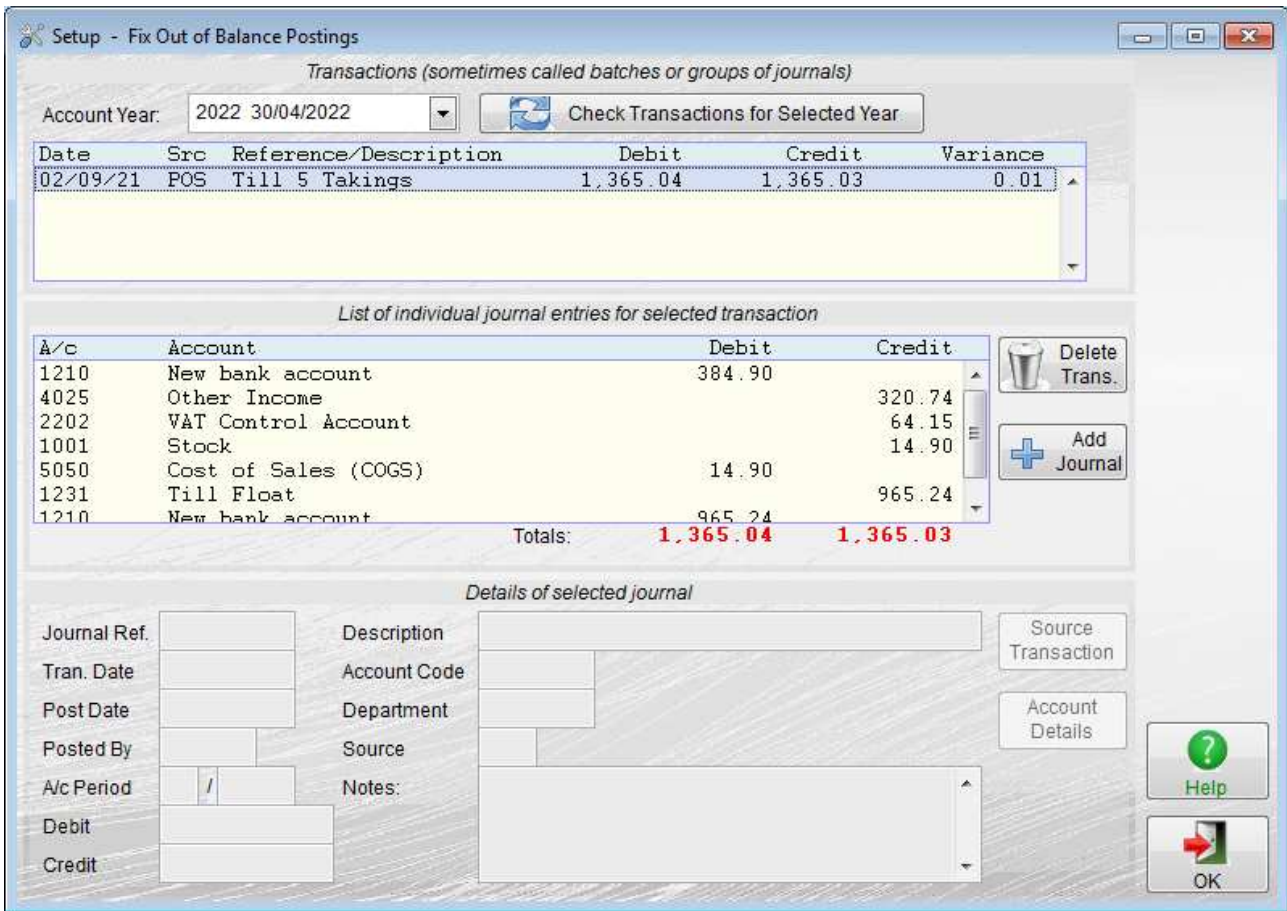 Setup - Fix Out of Balance Postings
Transactions (sometimes called batches or groups of journals)
Account Year: 2022 30/04/2022 Check Transactions for Selected Year
Date Src Reference/Description Debit Credit Variance
02/09/21 POS Till 5 Takings 1,365.04 1,365.03 0.01
List of individual journal entries for selected transaction
A/c Account Debit Credit
1210 New bank account 384.90
4025 Other Income 320.74
2202 VAT Control Account 64.15
1001 Stock 14.90
5050 Cost of Sales (COGS) 14.90
1231 Till Float 965.24
1210 New bank account 965.24
Totals: 1,365.04 1,365.03
Delete
Trans.
Add
Journal
Details of selected journal
Journal Ref. Description
Tran. Date Account Code
Post Date Department
Posted By Source
A/c Period / Notes:
Debit
Credit
Source
Transaction
Account
Details
Help
OK